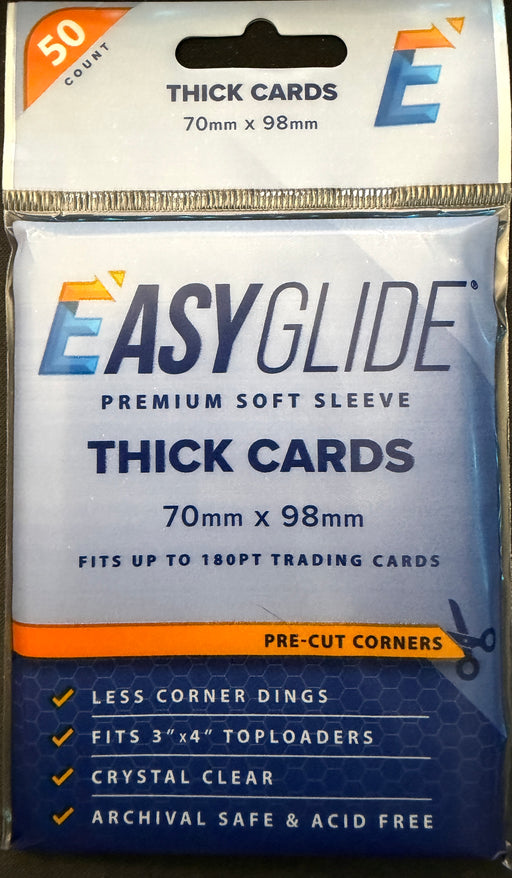 50
COUNT
THICK CARDS
70mm x 98mm
E
EASYGLIDE®
PREMIUM SOFT SLEEVE
THICK CARDS
70mm x 98mm
FITS UP TO 180PT TRADING CARDS
PRE-CUT CORNERS
LESS CORNER DINGS
FITS 3”x4” TOPLOADERS
CRYSTAL CLEAR
ARCHIVAL SAFE & ACID FREE